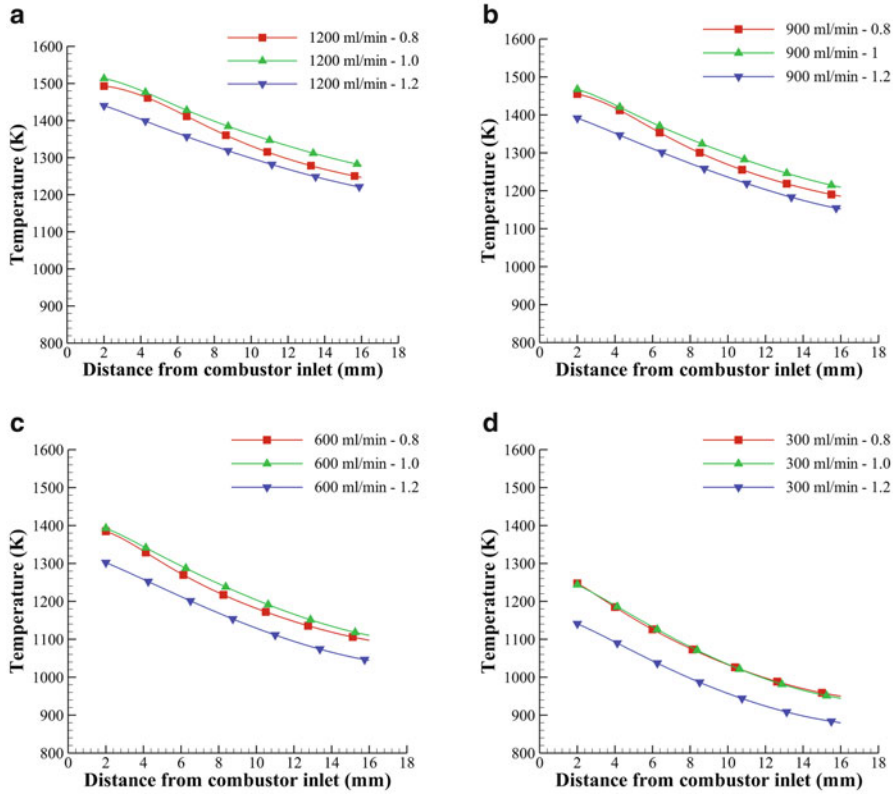 a
1200 ml/min - 0.8
1200 ml/min - 1.0
1200 ml/min - 1.2
1600
1500
1400
1300
1200
1100
1000
900
800
Temperature (K)
0 2 4 6 8 10 12 14 16 18
Distance from combustor inlet (mm)
b
900 ml/min - 0.8
900 ml/min - 1
900 ml/min - 1.2
1600
1500
1400
1300
1200
1100
1000
900
800
Temperature (K)
0 2 4 6 8 10 12 14 16 18
Distance from combustor inlet (mm)
c
600 ml/min - 0.8
600 ml/min - 1.0
600 ml/min - 1.2
1600
1500
1400
1300
1200
1100
1000
900
800
Temperature (K)
0 2 4 6 8 10 12 14 16 18
Distance from combustor inlet (mm)
d
300 ml/min - 0.8
300 ml/min - 1.0
300 ml/min - 1.2
1600
1500
1400
1300
1200
1100
1000
900
800
Temperature (K)
0 2 4 6 8 10 12 14 16 18
Distance from combustor inlet (mm)